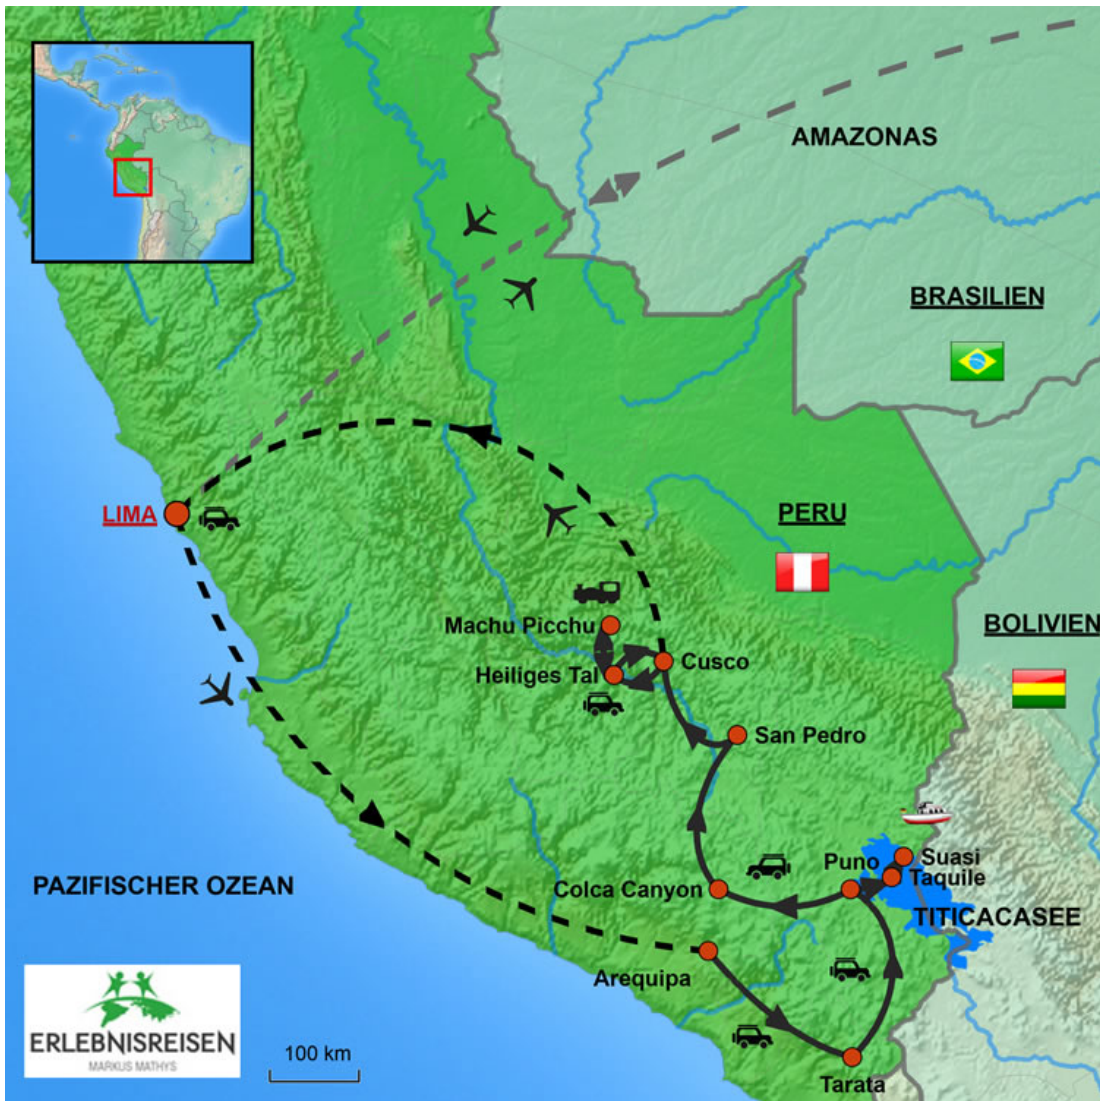 AMAZONAS
BRASILIEN
LIMA
PERU
Machu Picchu
BOLIVIEN
Heiliges Tal
Cusco
San Pedro
Puno
Suasi
Taquile
PAZIFISCHER OZEAN
Colca Canyon
TITICACASEE
Arequipa
ERLEBNISREISEN
MARKUS MATHYS
100 km
Tarata